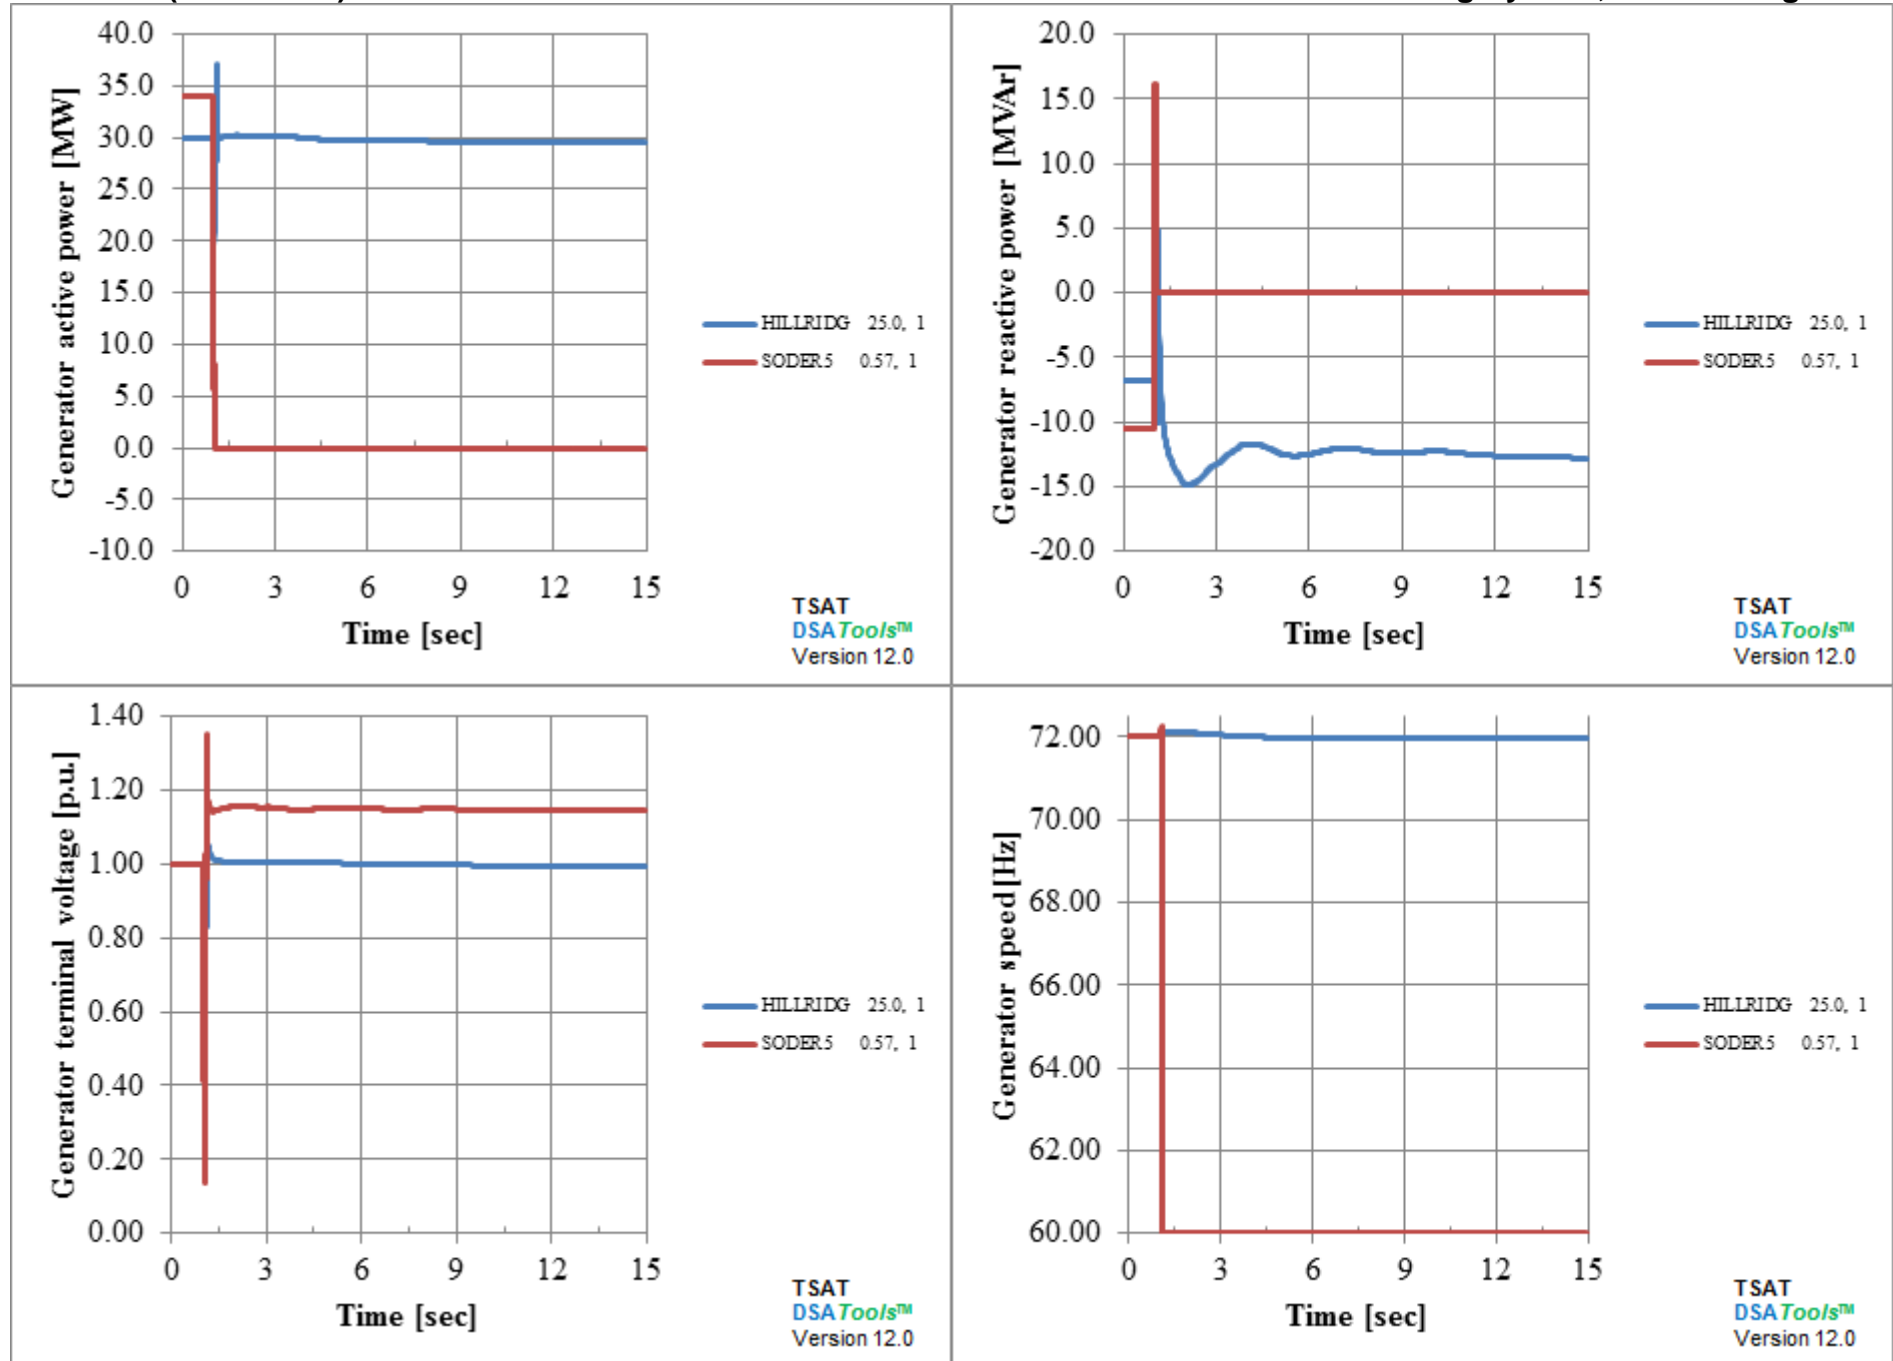 Generator active power [MW]
40.0
35.0
30.0
25.0
20.0
15.0
10.0
5.0
0.0
-5.0
-10.0
0 3 6 9 12 15
Time [sec]
HILLRIDG 25.0, 1
SODER5 0.57, 1
TSAT
DSATools™
Version 12.0
Generator reactive power [MVAr]
20.0
15.0
10.0
5.0
0.0
-5.0
-10.0
-15.0
-20.0
0 3 6 9 12 15
Time [sec]
HILLRIDG 25.0, 1
SODER5 0.57, 1
TSAT
DSATools™
Version 12.0
Generator terminal voltage [p.u.]
1.40
1.20
1.00
0.80
0.60
0.40
0.20
0.00
0 3 6 9 12 15
Time [sec]
HILLRIDG 25.0, 1
SODER5 0.57, 1
TSAT
DSATools™
Version 12.0
Generator speed[Hz]
72.00
70.00
68.00
66.00
64.00
62.00
60.00
0 3 6 9 12 15
Time [sec]
HILLRIDG 25.0, 1
SODER5 0.57, 1
TSAT
DSATools™
Version 12.0